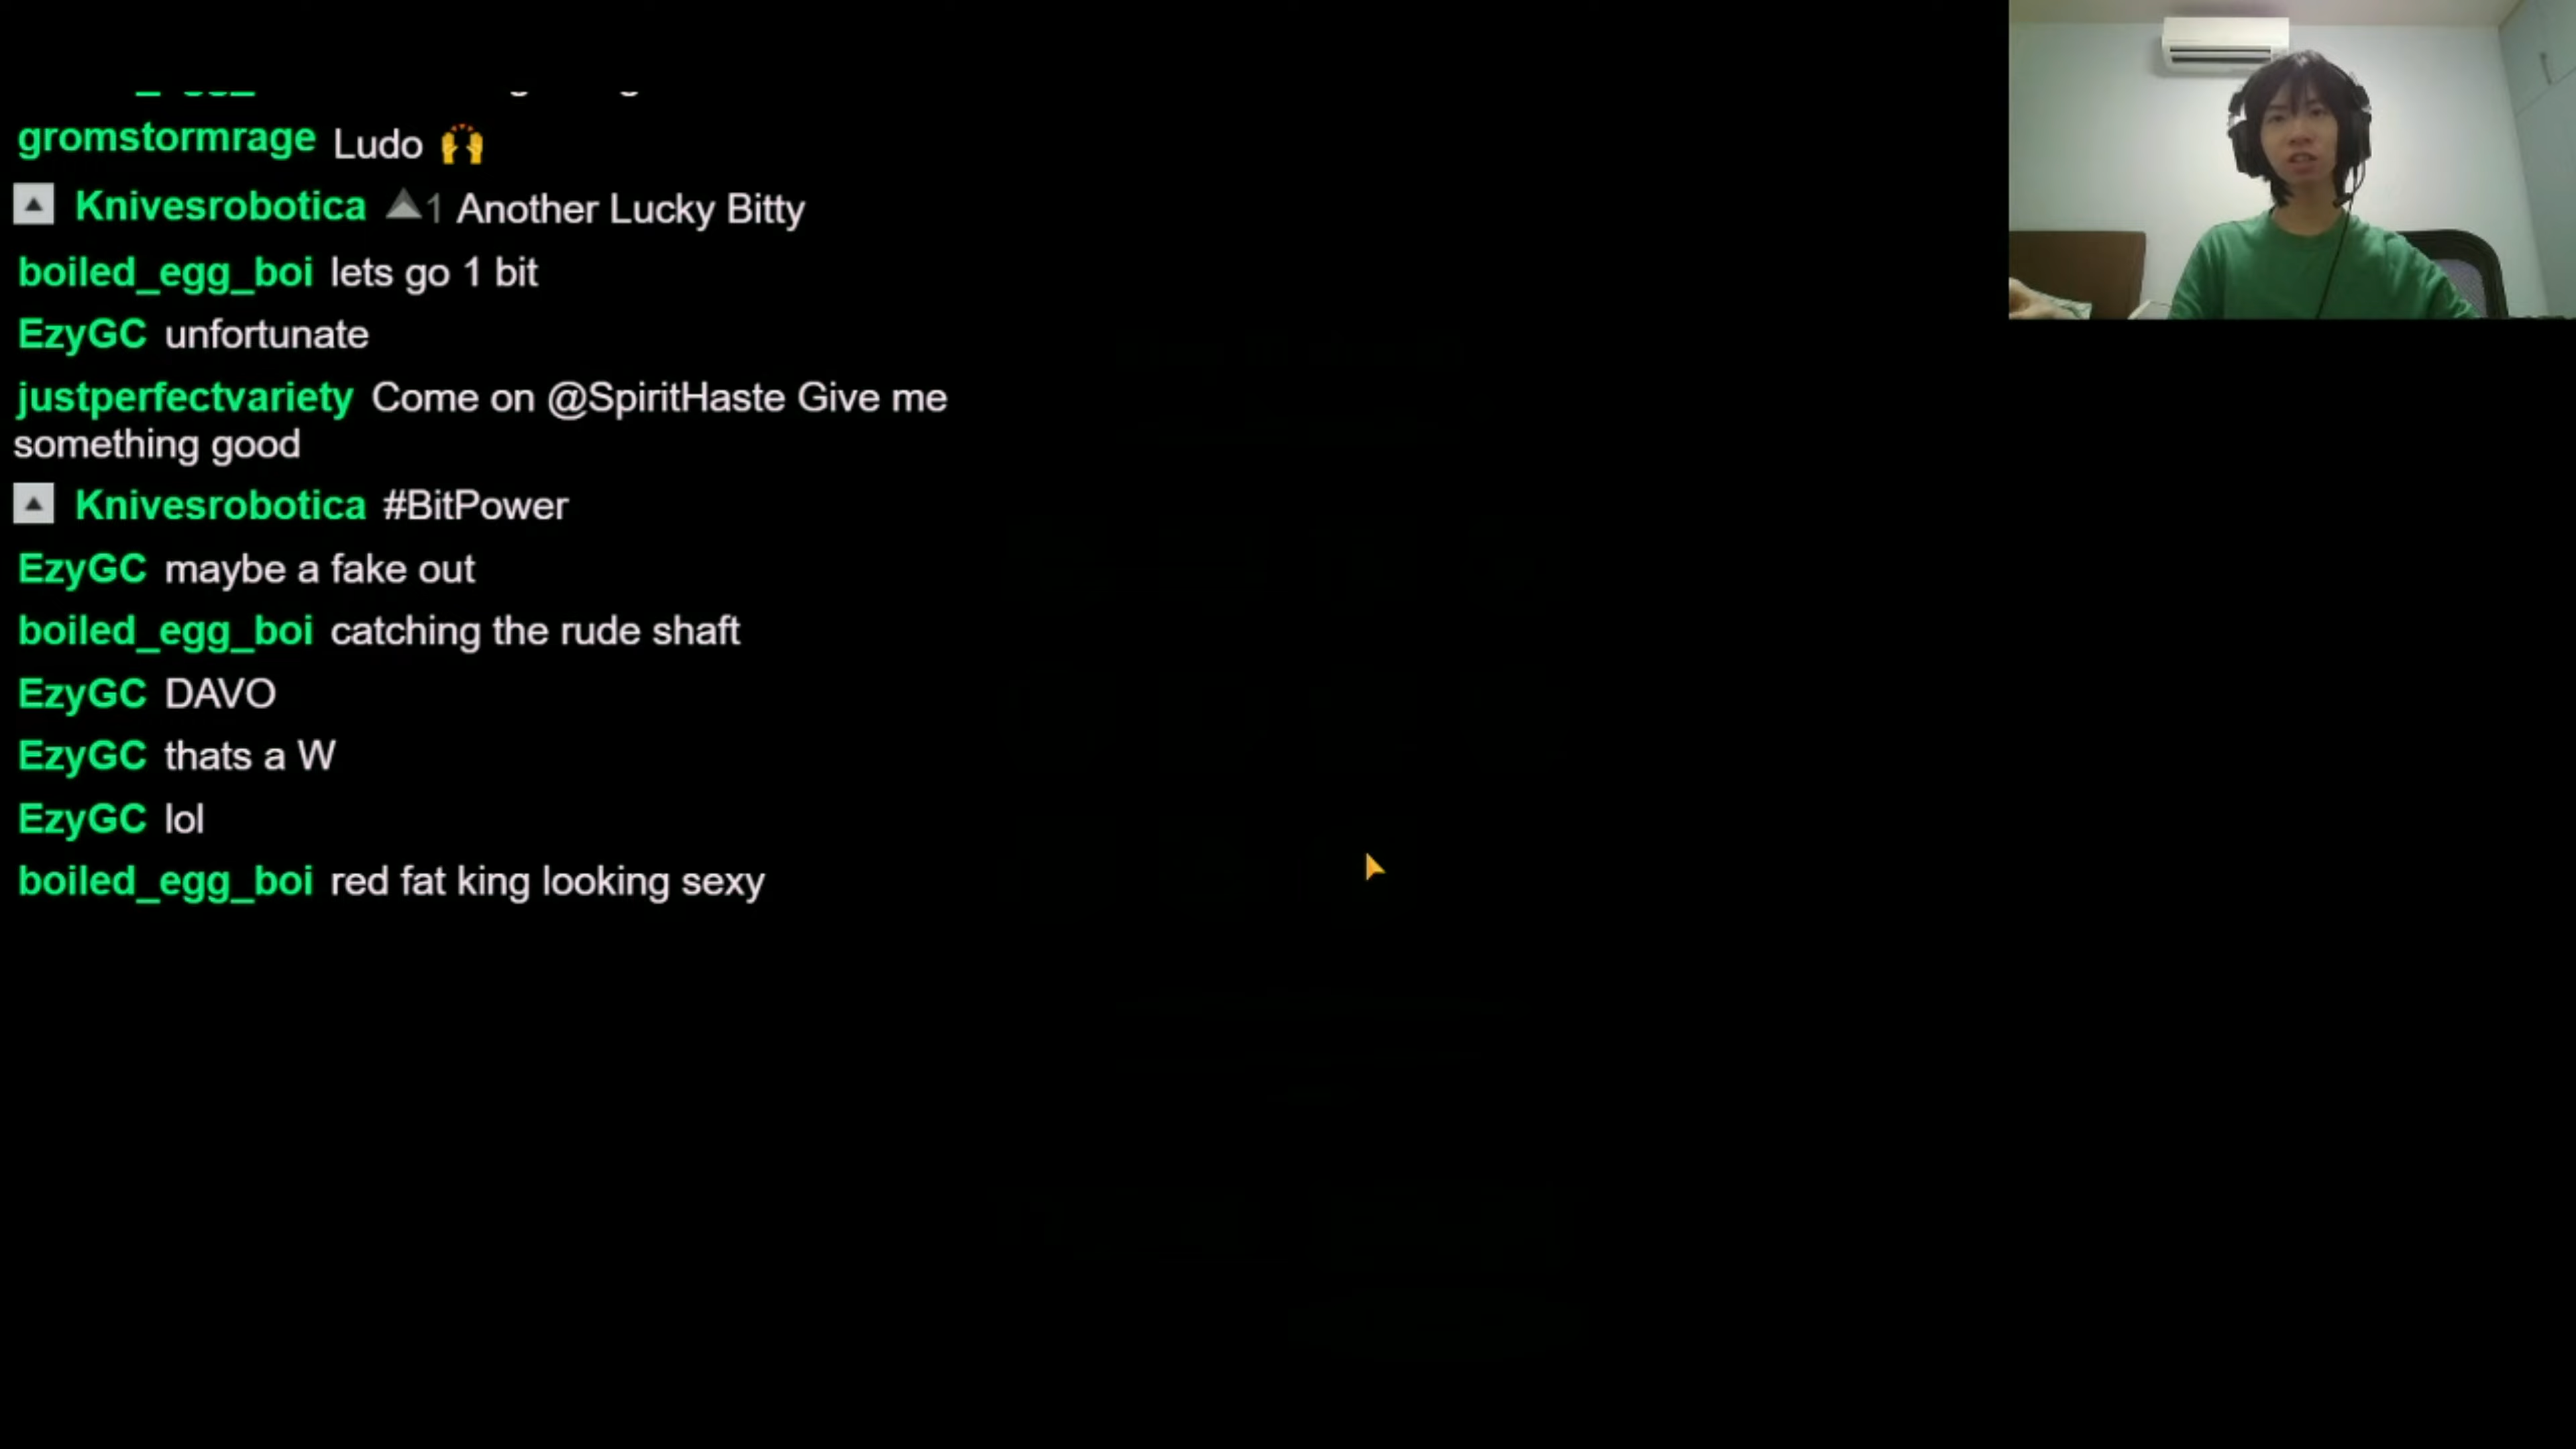 gromstormrage Ludo 🙌
Knivesrobotica 1 Another Lucky Bitty
boiled_egg_boi lets go 1 bit
EzyGC unfortunate
justperfectvariety Come on @SpiritHaste Give me
something good
Knivesrobotica #BitPower
EzyGC maybe a fake out
boiled_egg_boi catching the rude shaft
EzyGC DAVO
EzyGC thats a W
EzyGC lol
boiled_egg_boi red fat king looking sexy